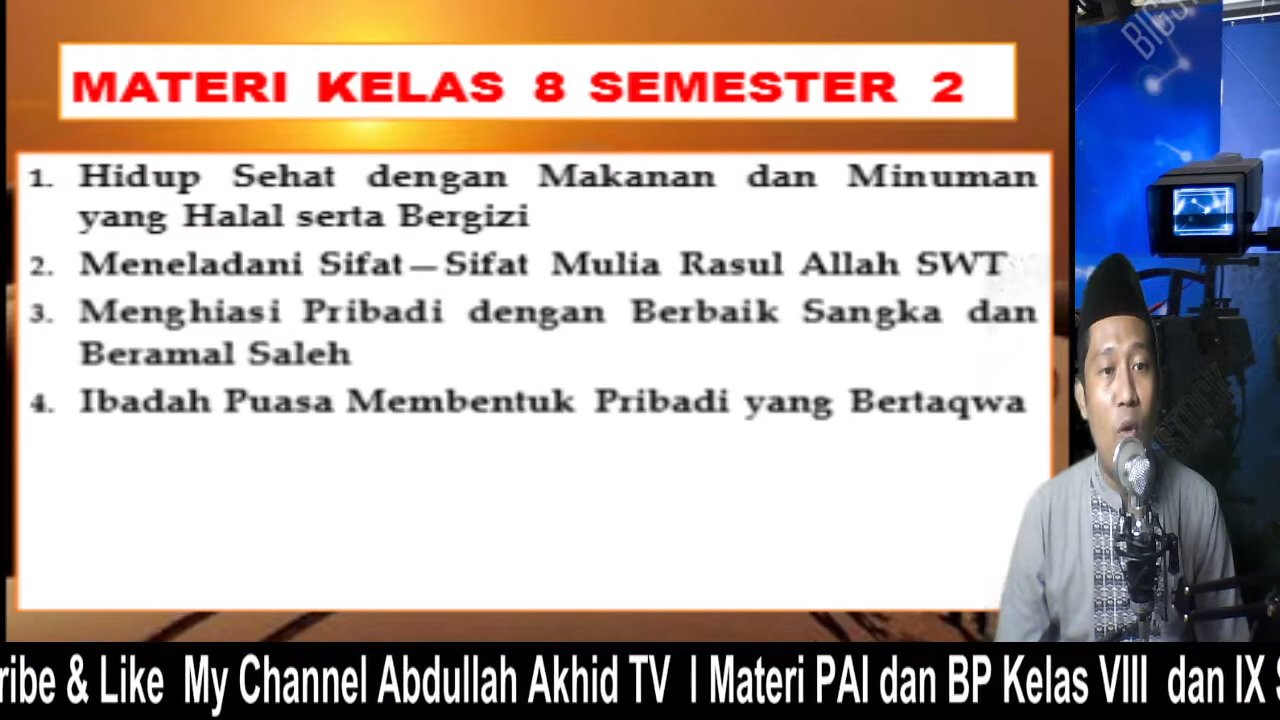 MATERI KELAS 8 SEMESTER 2
1. Hidup Sehat dengan Makanan dan Minuman
yang Halal serta Bergizi
2. Meneladani Sifat – Sifat Mulia Rasul Allah SWT
3. Menghiasi Pribadi dengan Berbaik Sangka dan
Beramal Saleh
4. Ibadah Puasa Membentuk Pribadi yang Bertaqwa
ribe & Like My Channel Abdullah Akhid TV l Materi PAI dan BP Kelas VIII dan IX